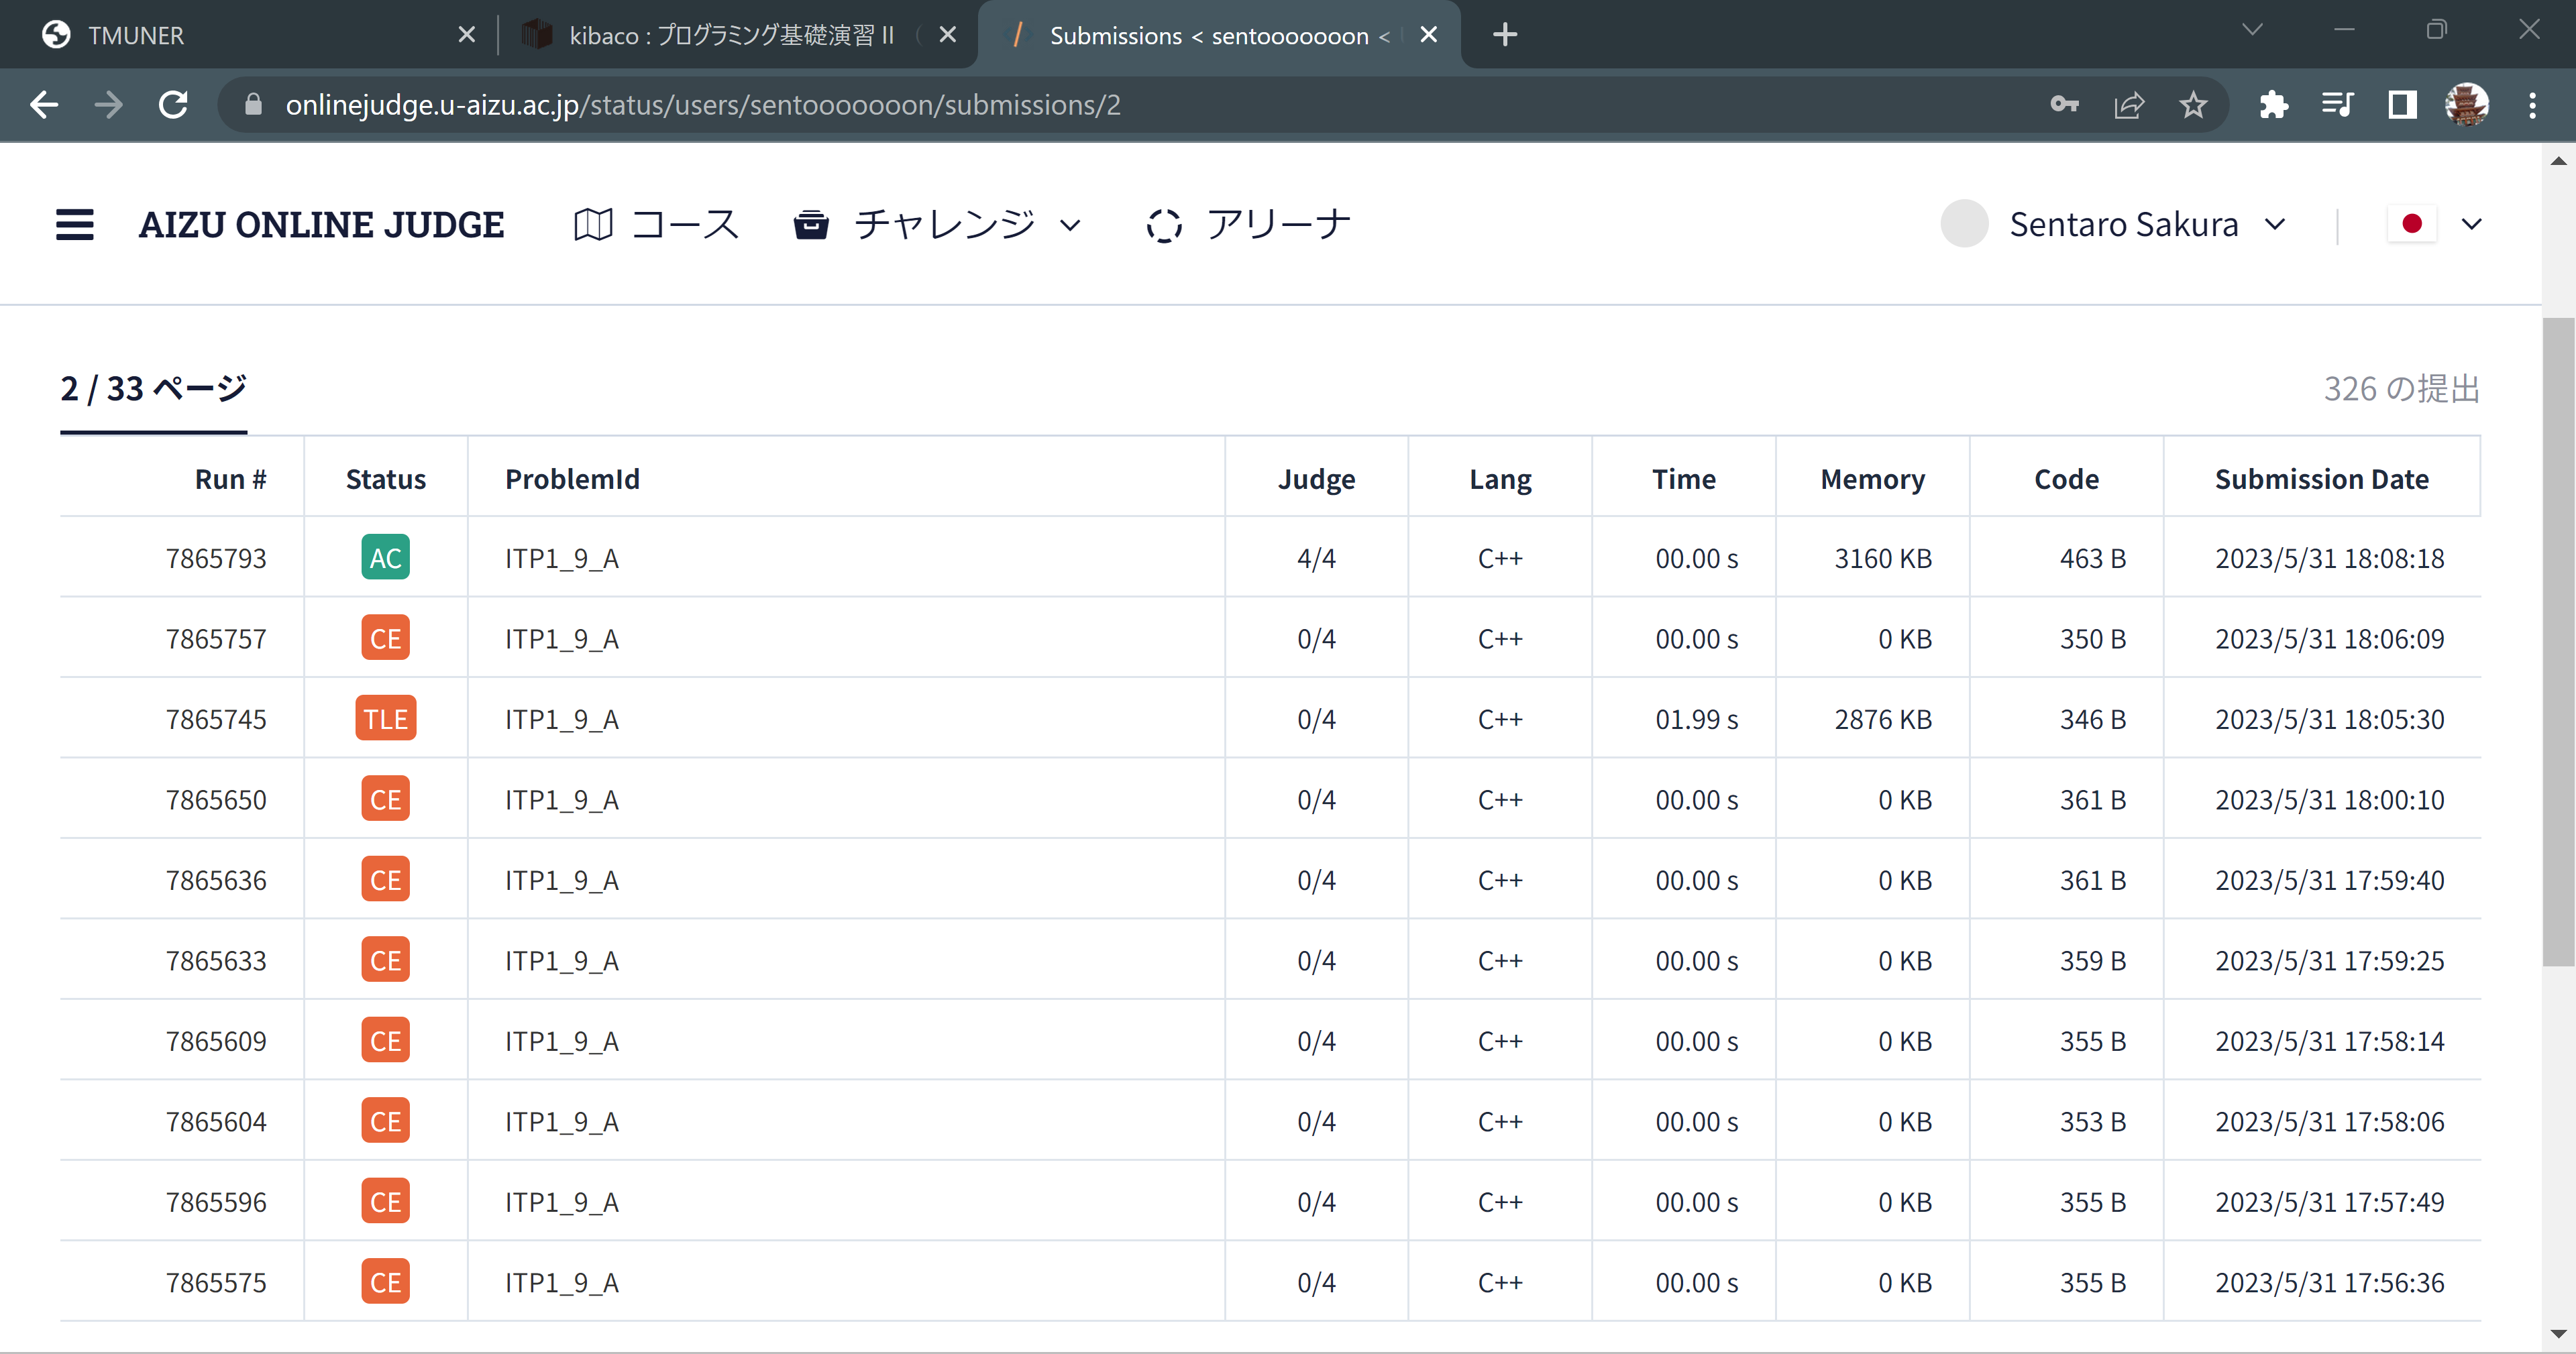 TMUNER
kibaco : プログラミング基礎演習 II (
Submissions < sentooooooon <
onlinejudge.u-aizu.ac.jp/status/users/sentooooooon/submissions/2
AIZU ONLINE JUDGE コース チャレンジ アリーナ Sentaro Sakura
2 / 33 ページ 326 の提出
Run # Status ProblemId Judge Lang Time Memory Code Submission Date
7865793 AC ITP1_9_A 4/4 C++ 00.00 s 3160 KB 463 B 2023/5/31 18:08:18
7865757 CE ITP1_9_A 0/4 C++ 00.00 s 0 KB 350 B 2023/5/31 18:06:09
7865745 TLE ITP1_9_A 0/4 C++ 01.99 s 2876 KB 346 B 2023/5/31 18:05:30
7865650 CE ITP1_9_A 0/4 C++ 00.00 s 0 KB 361 B 2023/5/31 18:00:10
7865636 CE ITP1_9_A 0/4 C++ 00.00 s 0 KB 361 B 2023/5/31 17:59:40
7865633 CE ITP1_9_A 0/4 C++ 00.00 s 0 KB 359 B 2023/5/31 17:59:25
7865609 CE ITP1_9_A 0/4 C++ 00.00 s 0 KB 355 B 2023/5/31 17:58:14
7865604 CE ITP1_9_A 0/4 C++ 00.00 s 0 KB 353 B 2023/5/31 17:58:06
7865596 CE ITP1_9_A 0/4 C++ 00.00 s 0 KB 355 B 2023/5/31 17:57:49
7865575 CE ITP1_9_A 0/4 C++ 00.00 s 0 KB 355 B 2023/5/31 17:56:36